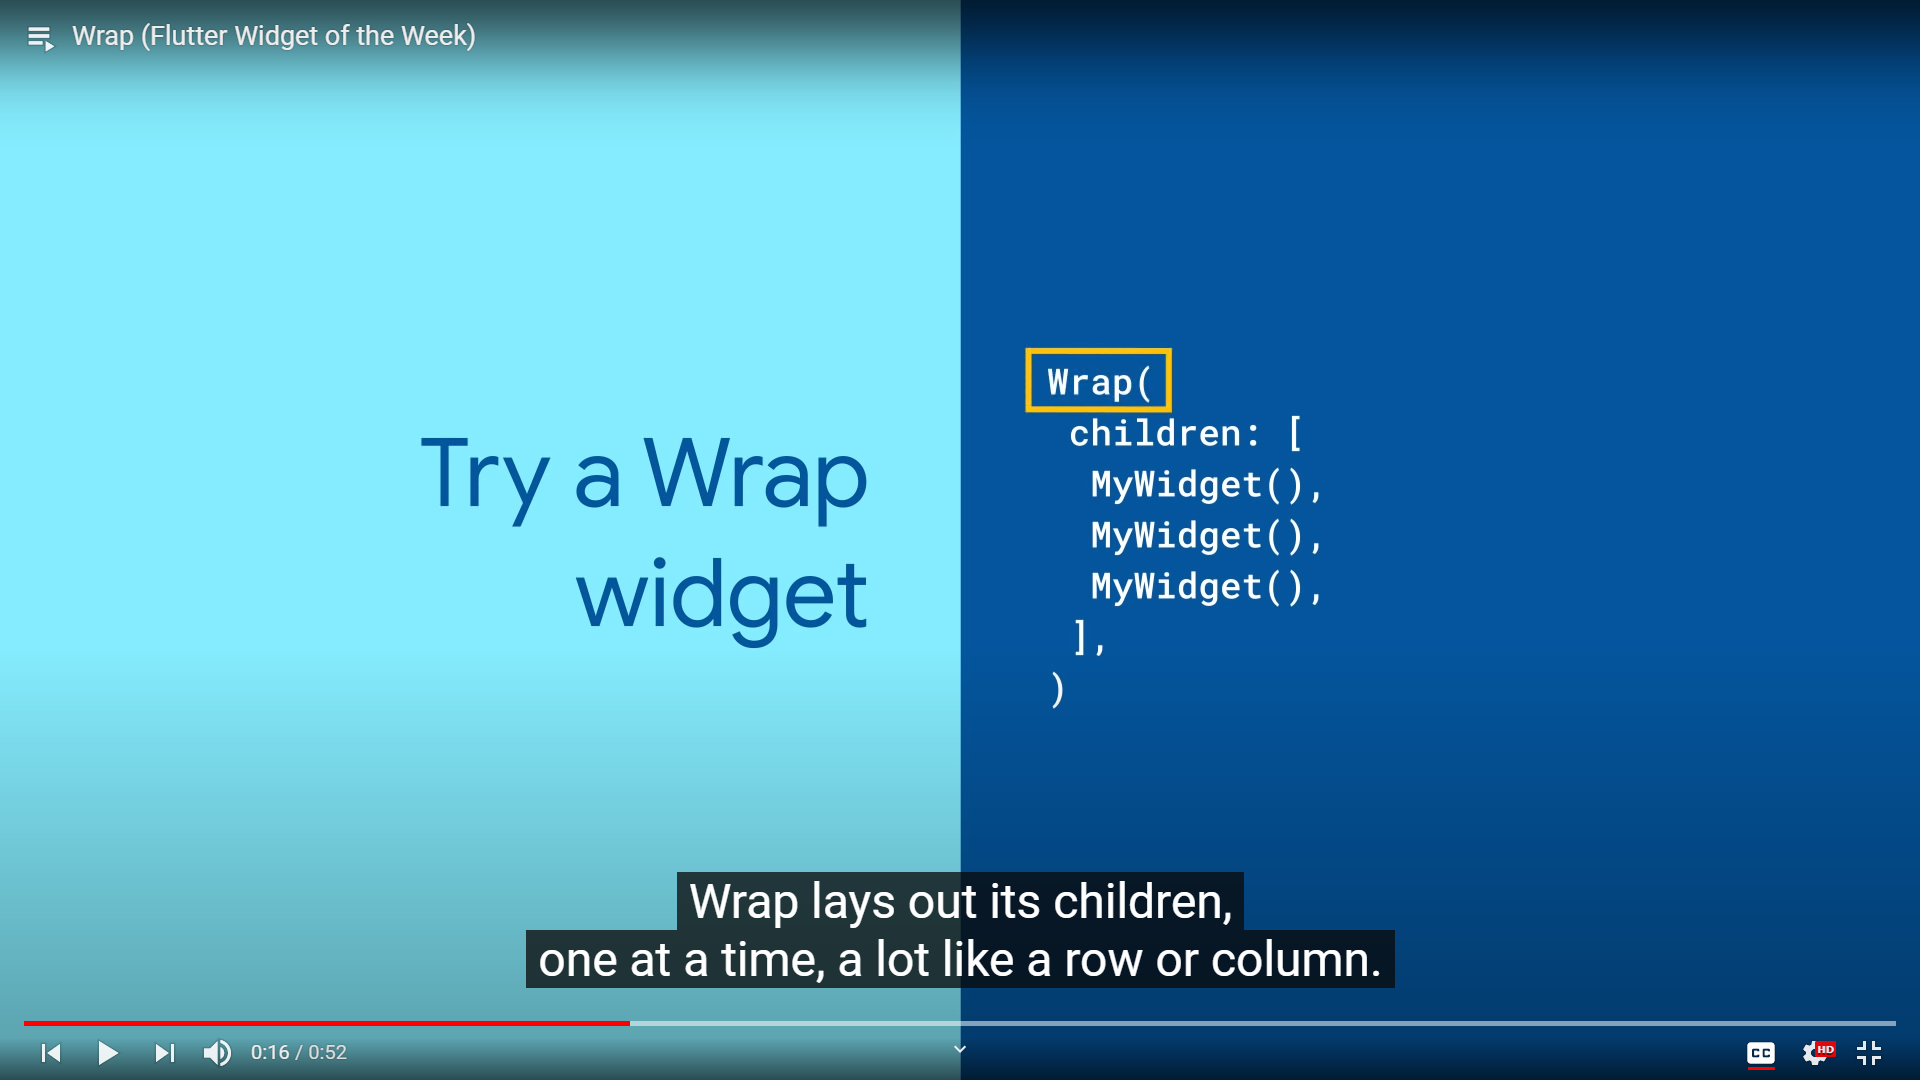 Wrap (Flutter Widget of the Week)
Try a Wrap
widget
Wrap(
children: [
MyWidget(),
MyWidget(),
MyWidget(),
],
)
Wrap lays out its children,
one at a time, a lot like a row or column.
0:16 / 0:52
CC
HD